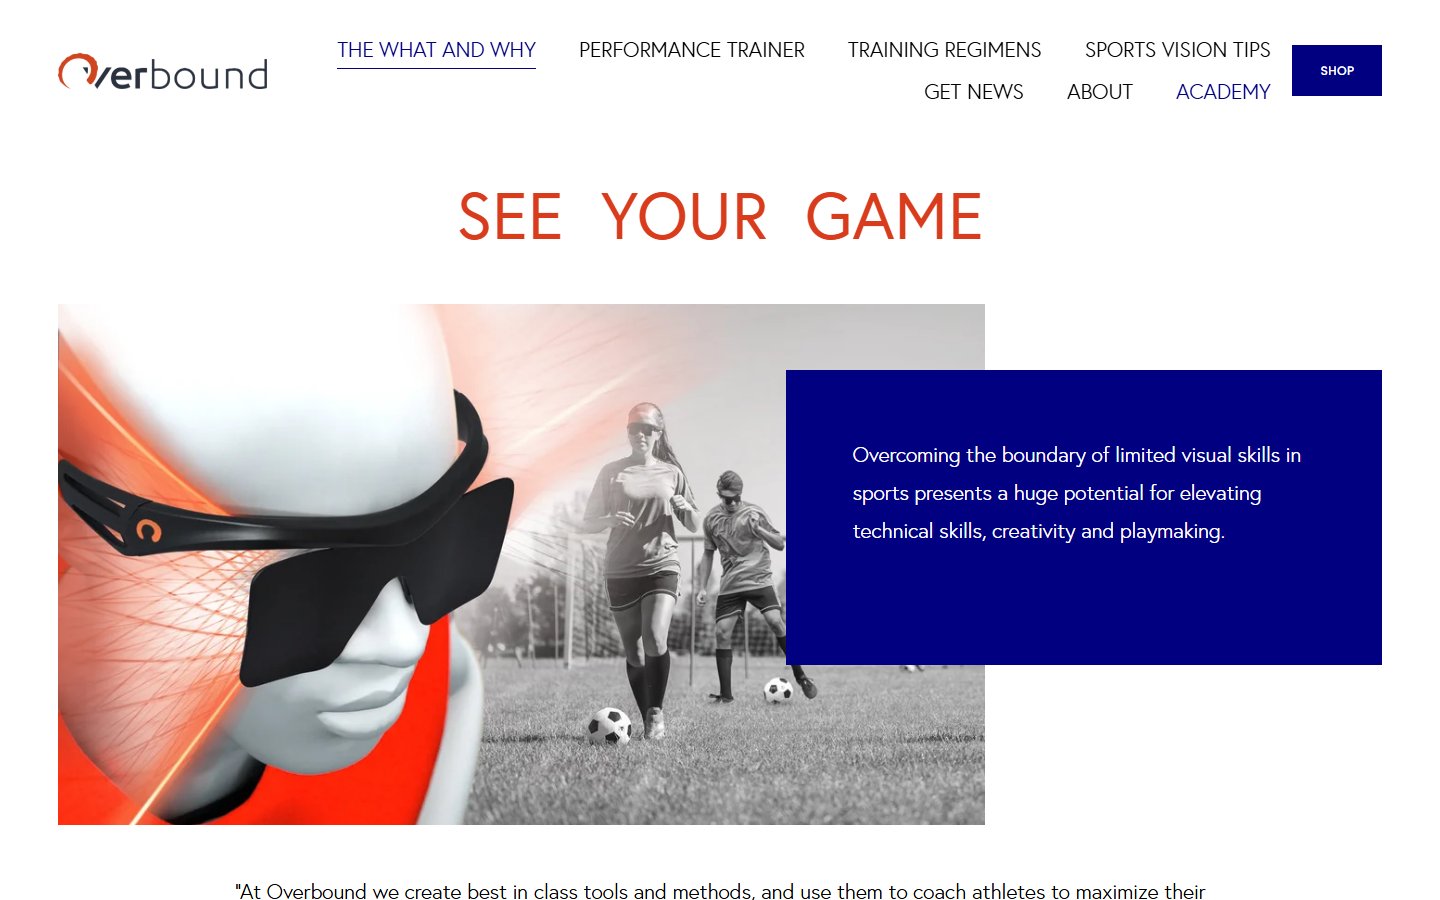 Overbound
THE WHAT AND WHY
PERFORMANCE TRAINER
TRAINING REGIMENS
SPORTS VISION TIPS
GET NEWS
ABOUT
ACADEMY
SHOP
SEE YOUR GAME
Overcoming the boundary of limited visual skills in
sports presents a huge potential for elevating
technical skills, creativity and playmaking.
"At Overbound we create best in class tools and methods, and use them to coach athletes to maximize their